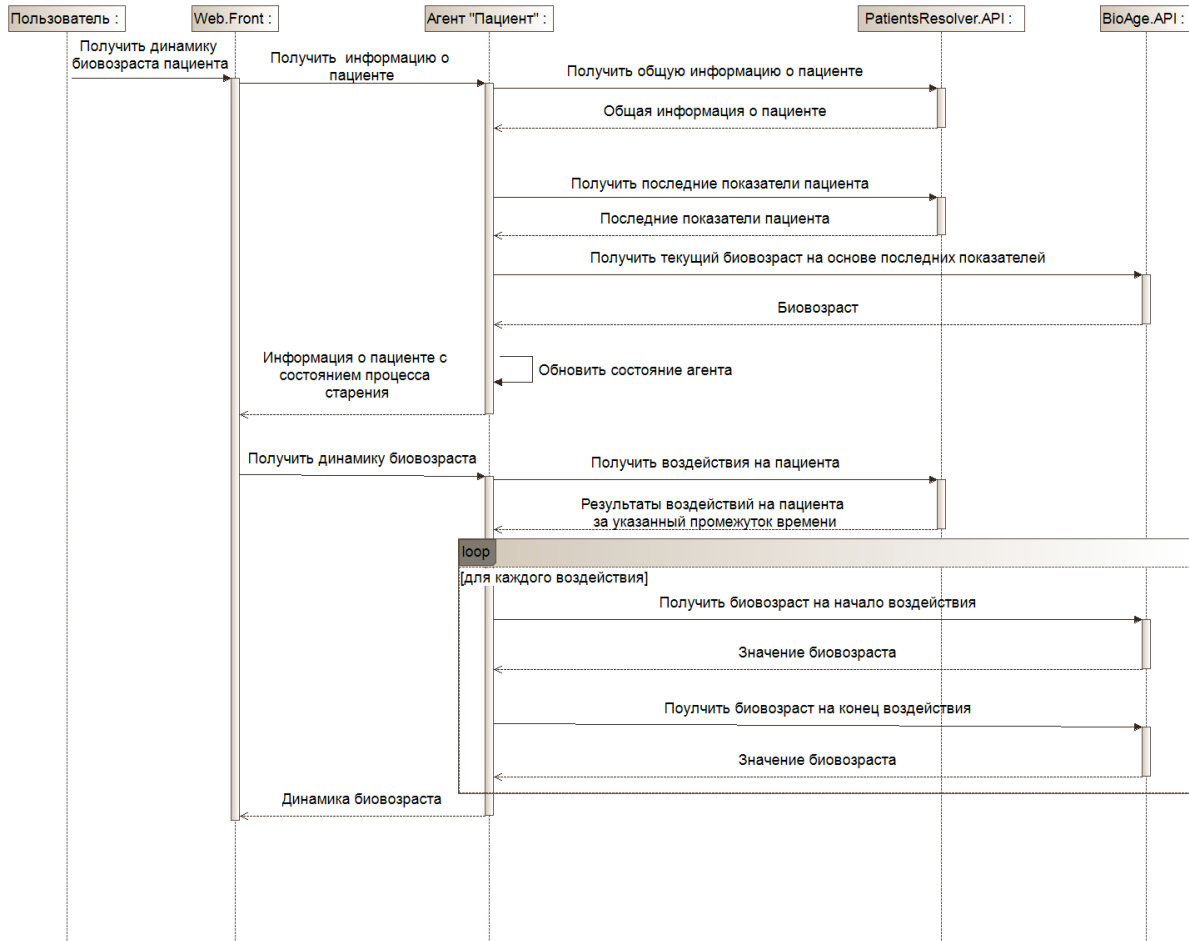 Пользователь :
Web.Front :
Агент "Пациент" :
PatientsResolver.API :
BioAge.API :
Получить динамику
биовозраста пациента
Получить информацию о
пациенте
Получить общую информацию о пациенте
Общая информация о пациенте
Получить последние показатели пациента
Последние показатели пациента
Получить текущий биовозраст на основе последних показателей
Биовозраст
Информация о пациенте с
состоянием процесса
старения
Обновить состояние агента
Получить динамику биовозраста
Получить воздействия на пациента
Результаты воздействий на пациента
за указанный промежуток времени
loop
[для каждого воздействия]
Получить биовозраст на начало воздействия
Значение биовозраста
Поулчить биовозраст на конец воздействия
Значение биовозраста
Динамика биовозраста